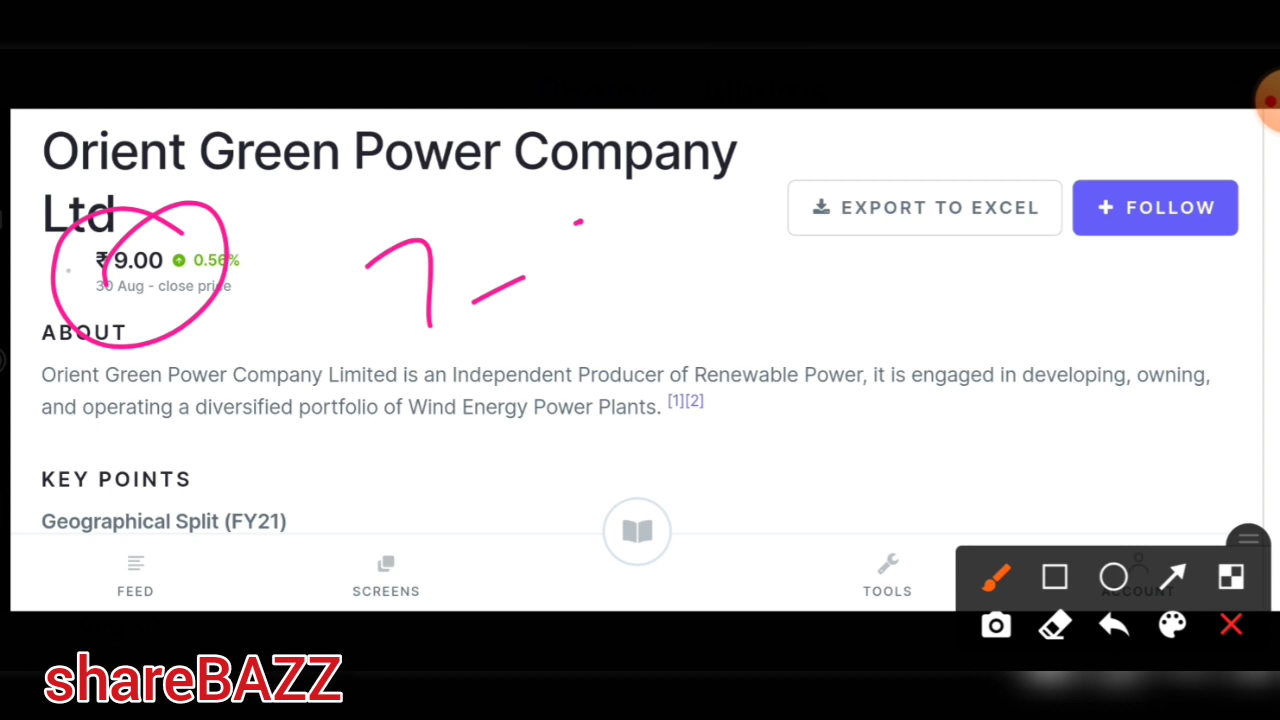 Orient Green Power Company
Ltd
EXPORT TO EXCEL
+ FOLLOW
₹ 9.00 0.56%
30 Aug - close price
ABOUT
Orient Green Power Company Limited is an Independent Producer of Renewable Power, it is engaged in developing, owning,
and operating a diversified portfolio of Wind Energy Power Plants. [1][2]
KEY POINTS
Geographical Split (FY21)
FEED
SCREENS
TOOLS
ACCOUNT
shareBAZZ